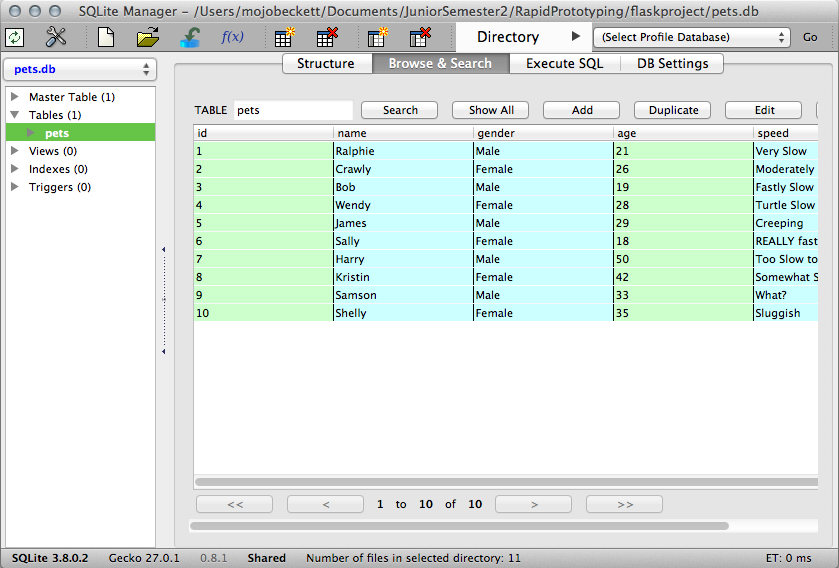 SQLite Manager - /Users/mojobeckett/Documents/JuniorSemester2/RapidPrototyping/flaskproject/pets.db
f(x) Directory (Select Profile Database) Go
pets.db
Structure Browse & Search Execute SQL DB Settings
Master Table (1)
Tables (1)
pets
Views (0)
Indexes (0)
Triggers (0)
TABLE pets Search Show All Add Duplicate Edit
id name gender age speed
1 Ralphie Male 21 Very Slow
2 Crawly Female 26 Moderately
3 Bob Male 19 Fastly Slow
4 Wendy Female 28 Turtle Slow
5 James Male 29 Creeping
6 Sally Female 18 REALLY fast
7 Harry Male 50 Too Slow to
8 Kristin Female 42 Somewhat S
9 Samson Male 33 What?
10 Shelly Female 35 Sluggish
<< < 1 to 10 of 10 > >>
SQLite 3.8.0.2 Gecko 27.0.1 0.8.1 Shared Number of files in selected directory: 11 ET: 0 ms